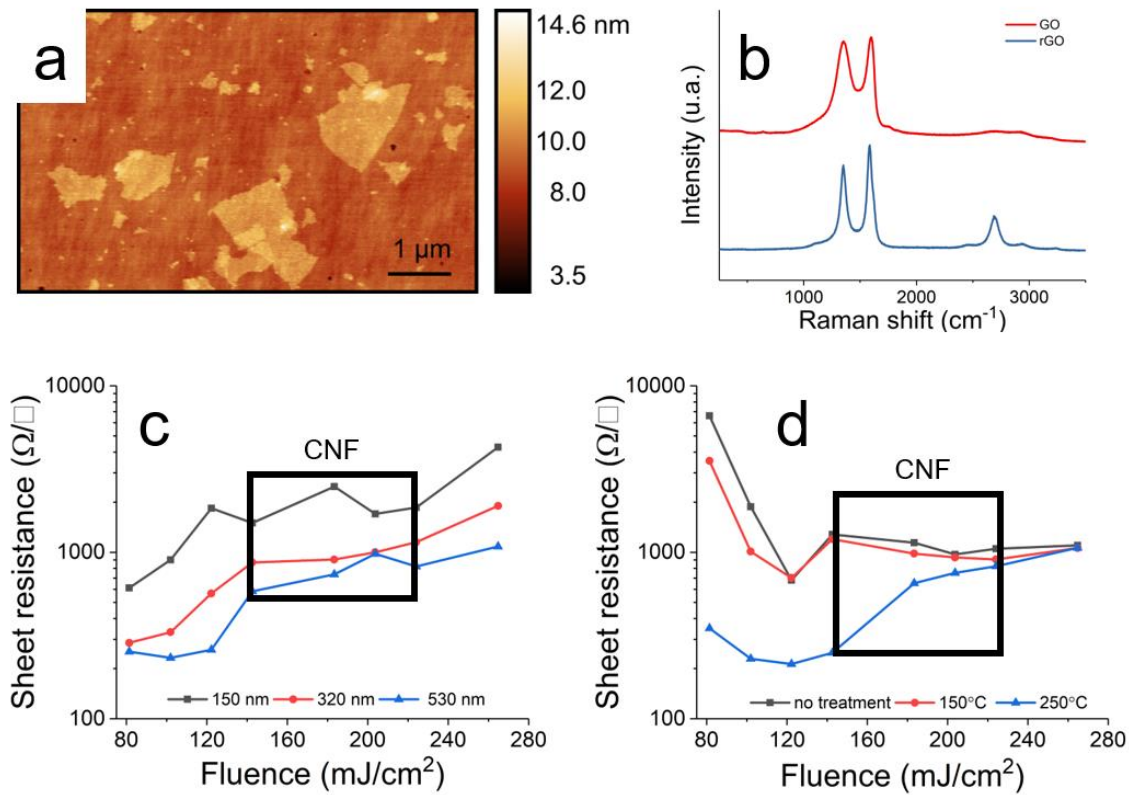 a
14.6 nm
12.0
10.0
8.0
3.5
1 μm
b
GO
rGO
Intensity (u.a.)
1000
2000
3000
Raman shift (cm⁻¹)
c
CNF
Sheet resistance (Ω/□)
10000
1000
100
150 nm
320 nm
530 nm
80
120
160
200
240
280
Fluence (mJ/cm²)
d
CNF
Sheet resistance (Ω/□)
10000
1000
100
no treatment
150°C
250°C
80
120
160
200
240
280
Fluence (mJ/cm²)